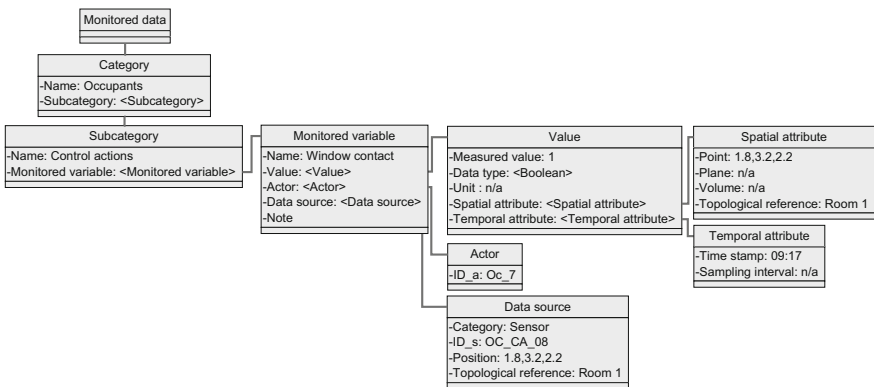 Monitored data
Category
-Name: Occupants
-Subcategory: <Subcategory>
Subcategory
-Name: Control actions
-Monitored variable: <Monitored variable>
Monitored variable
-Name: Window contact
-Value: <Value>
-Actor: <Actor>
-Data source: <Data source>
-Note
Value
-Measured value: 1
-Data type: <Boolean>
-Unit : n/a
-Spatial attribute: <Spatial attribute>
-Temporal attribute: <Temporal attribute>
Spatial attribute
-Point: 1.8,3.2,2.2
-Plane: n/a
-Volume: n/a
-Topological reference: Room 1
Temporal attribute
-Time stamp: 09:17
-Sampling interval: n/a
Actor
-ID_a: Oc_7
Data source
-Category: Sensor
-ID_s: OC_CA_08
-Position: 1.8,3.2,2.2
-Topological reference: Room 1